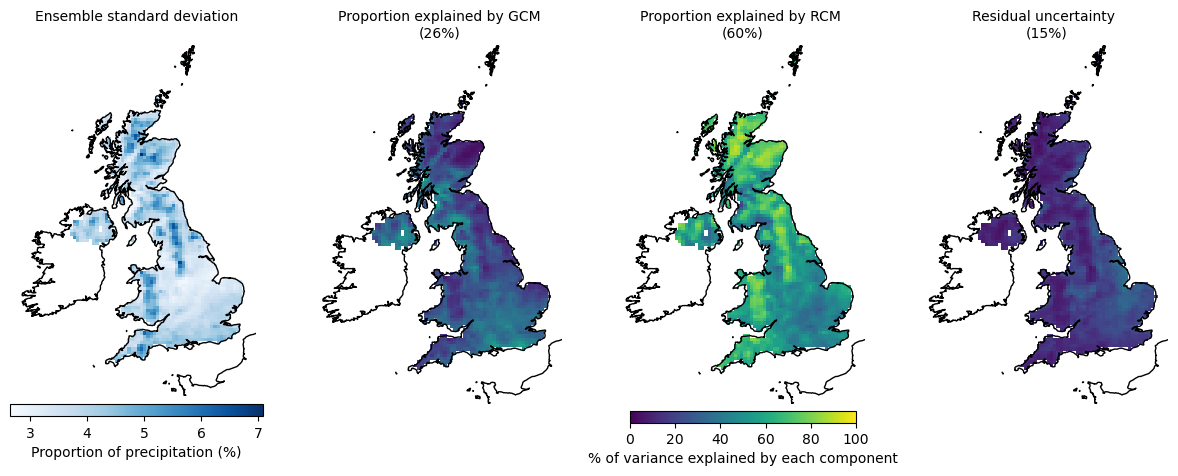 Ensemble standard deviation
Proportion explained by GCM
(26%)
Proportion explained by RCM
(60%)
Residual uncertainty
(15%)
3 4 5 6 7
Proportion of precipitation (%)
0 20 40 60 80 100
% of variance explained by each component